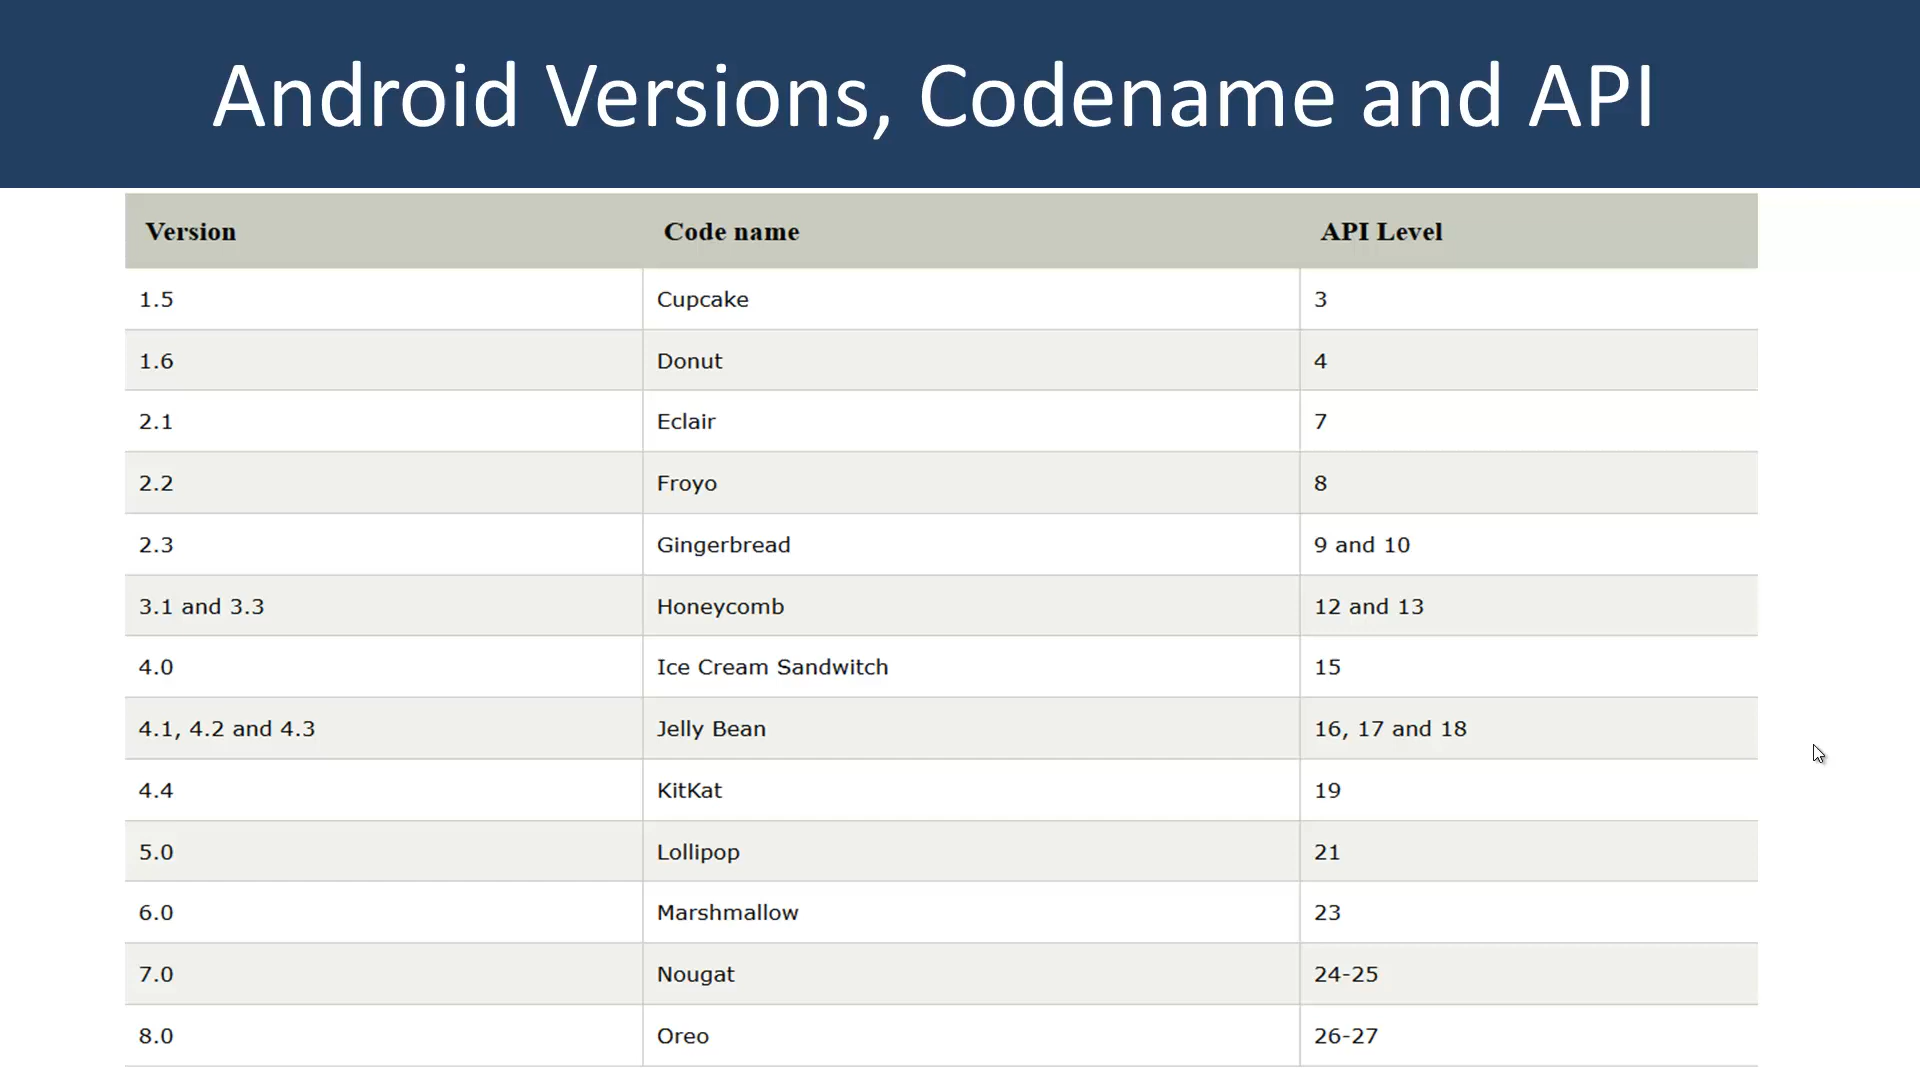 Android Versions, Codename and API
Version Code name API Level
1.5 Cupcake 3
1.6 Donut 4
2.1 Eclair 7
2.2 Froyo 8
2.3 Gingerbread 9 and 10
3.1 and 3.3 Honeycomb 12 and 13
4.0 Ice Cream Sandwitch 15
4.1, 4.2 and 4.3 Jelly Bean 16, 17 and 18
4.4 KitKat 19
5.0 Lollipop 21
6.0 Marshmallow 23
7.0 Nougat 24-25
8.0 Oreo 26-27